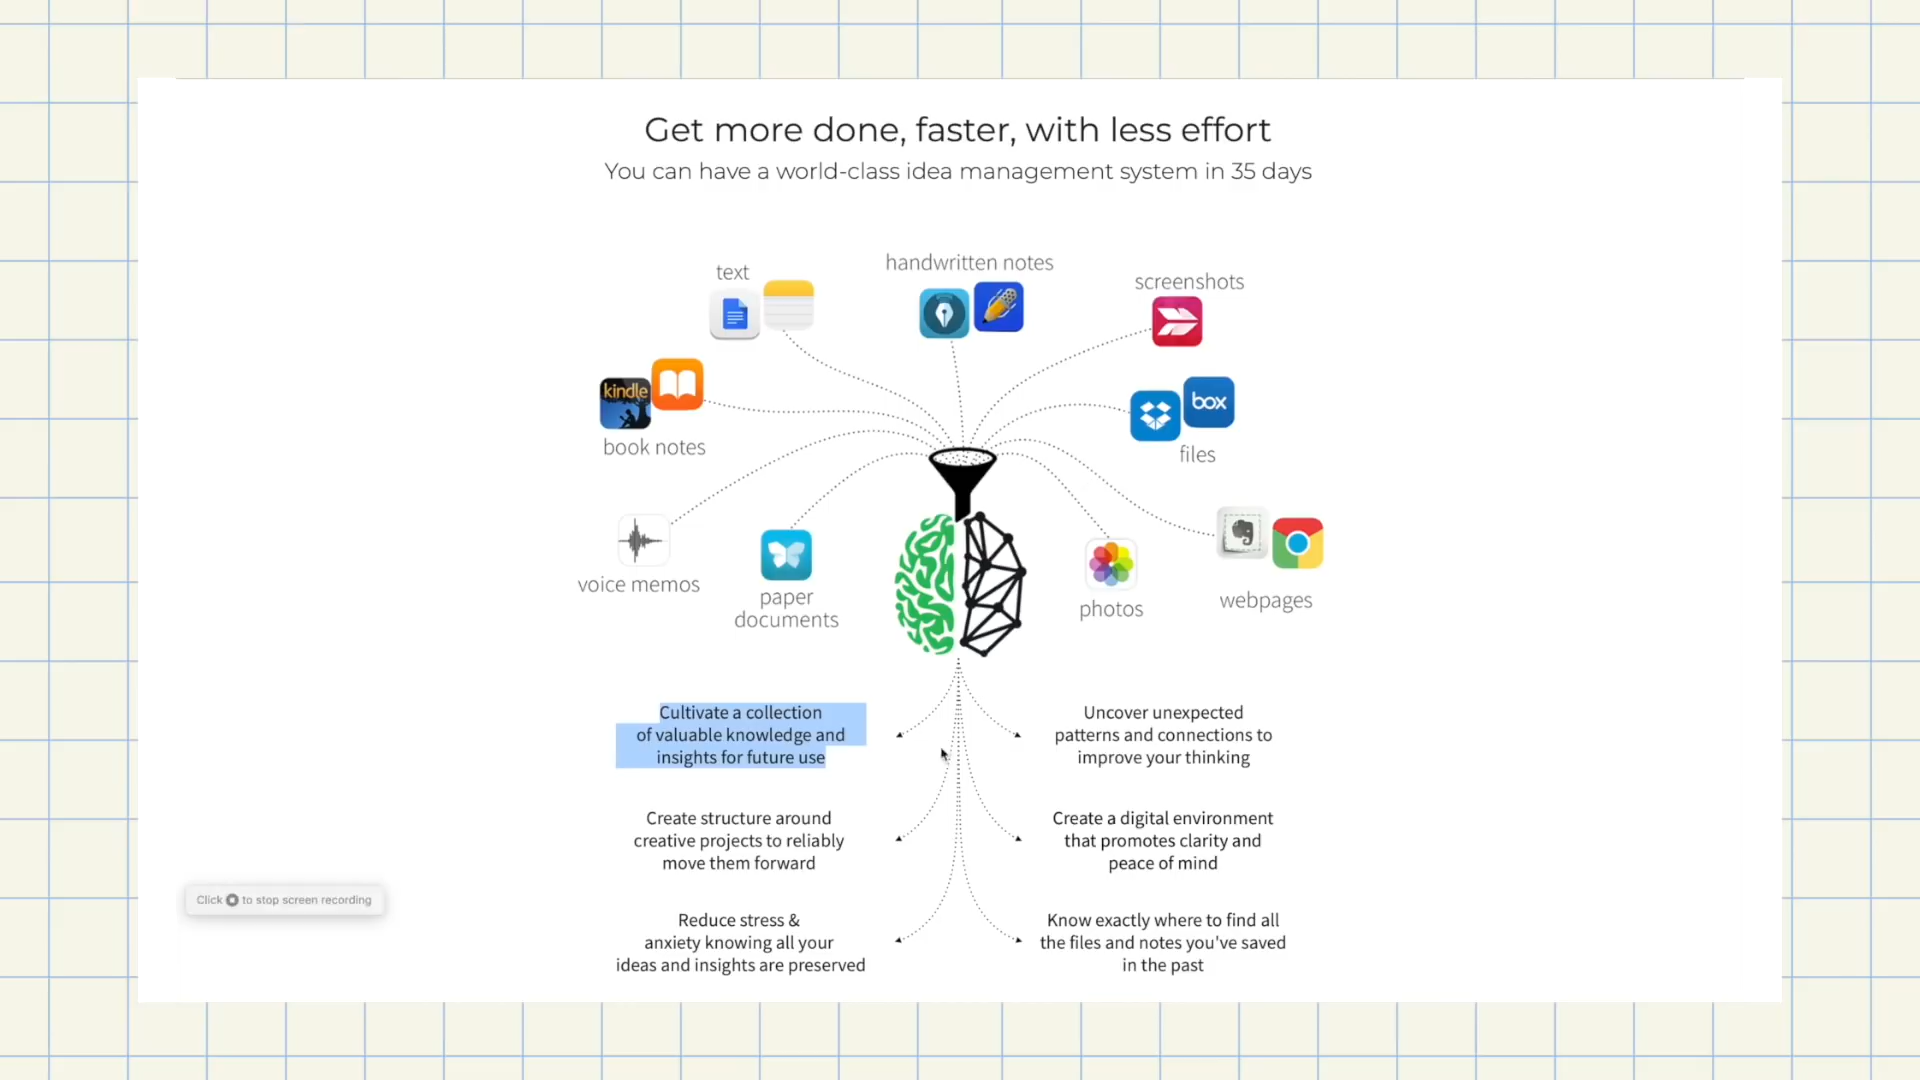 Get more done, faster, with less effort
You can have a world-class idea management system in 35 days
handwritten notes
text
screenshots
kindle
box
book notes
files
voice memos
paper
documents
photos
webpages
Cultivate a collection
of valuable knowledge and
insights for future use
Uncover unexpected
patterns and connections to
improve your thinking
Create structure around
creative projects to reliably
move them forward
Create a digital environment
that promotes clarity and
peace of mind
Click to stop screen recording
Reduce stress &
anxiety knowing all your
ideas and insights are preserved
Know exactly where to find all
the files and notes you've saved
in the past